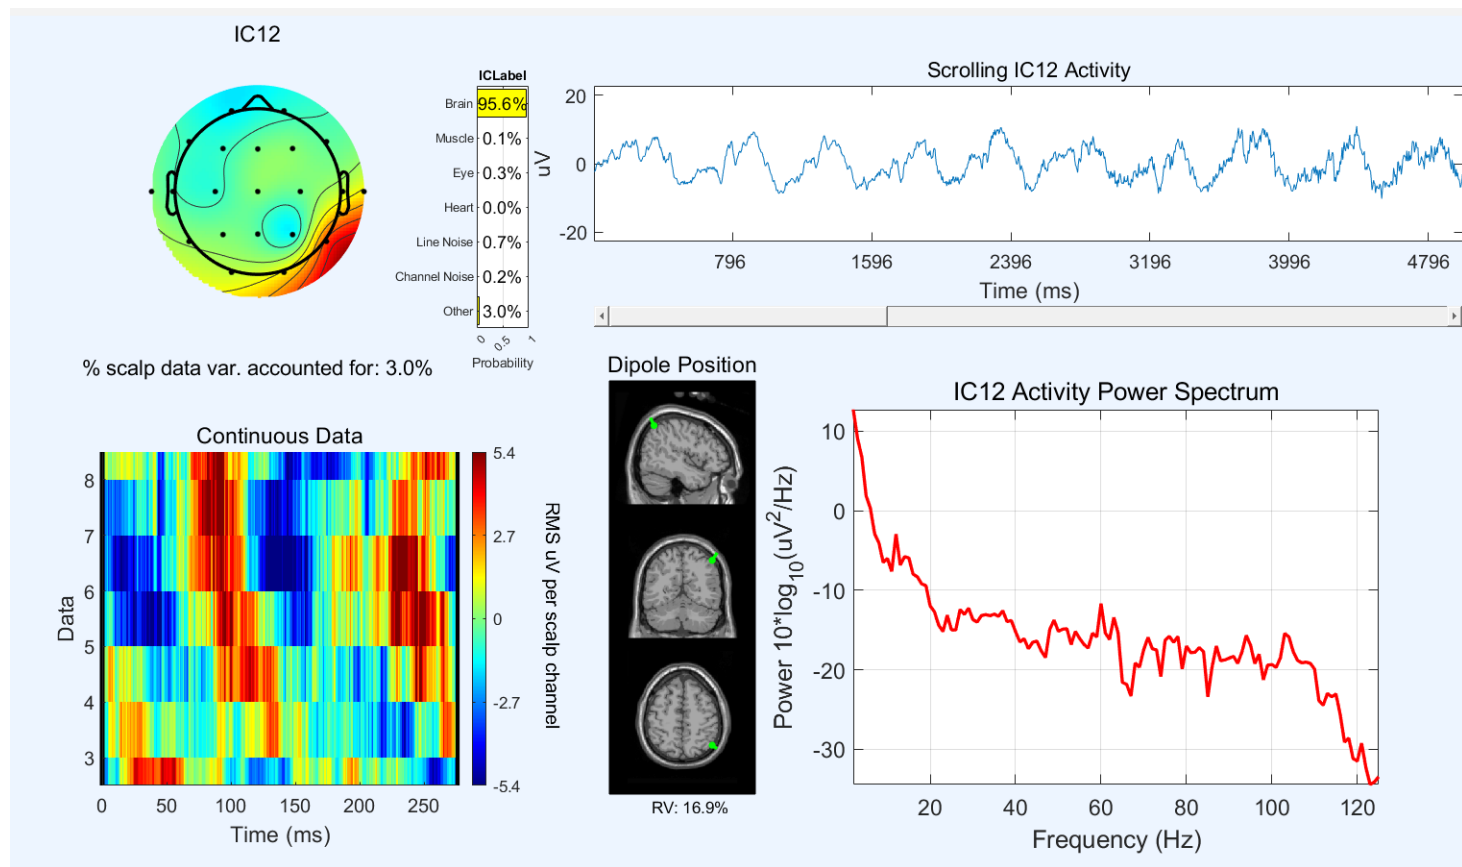 IC12
ICLabel
Brain 95.6%
Muscle 0.1%
Eye 0.3%
Heart 0.0%
Line Noise 0.7%
Channel Noise 0.2%
Other 3.0%
0 0.5 1
Probability
% scalp data var. accounted for: 3.0%
Scrolling IC12 Activity
uV
20
0
-20
796 1596 2396 3196 3996 4796
Time (ms)
Continuous Data
Data
8
7
6
5
4
3
0 50 100 150 200 250
Time (ms)
5.4
2.7
0
-2.7
-5.4
RMS uV per scalp channel
Dipole Position
RV: 16.9%
IC12 Activity Power Spectrum
Power 10*log10(uV2/Hz)
10
0
-10
-20
-30
20 40 60 80 100 120
Frequency (Hz)